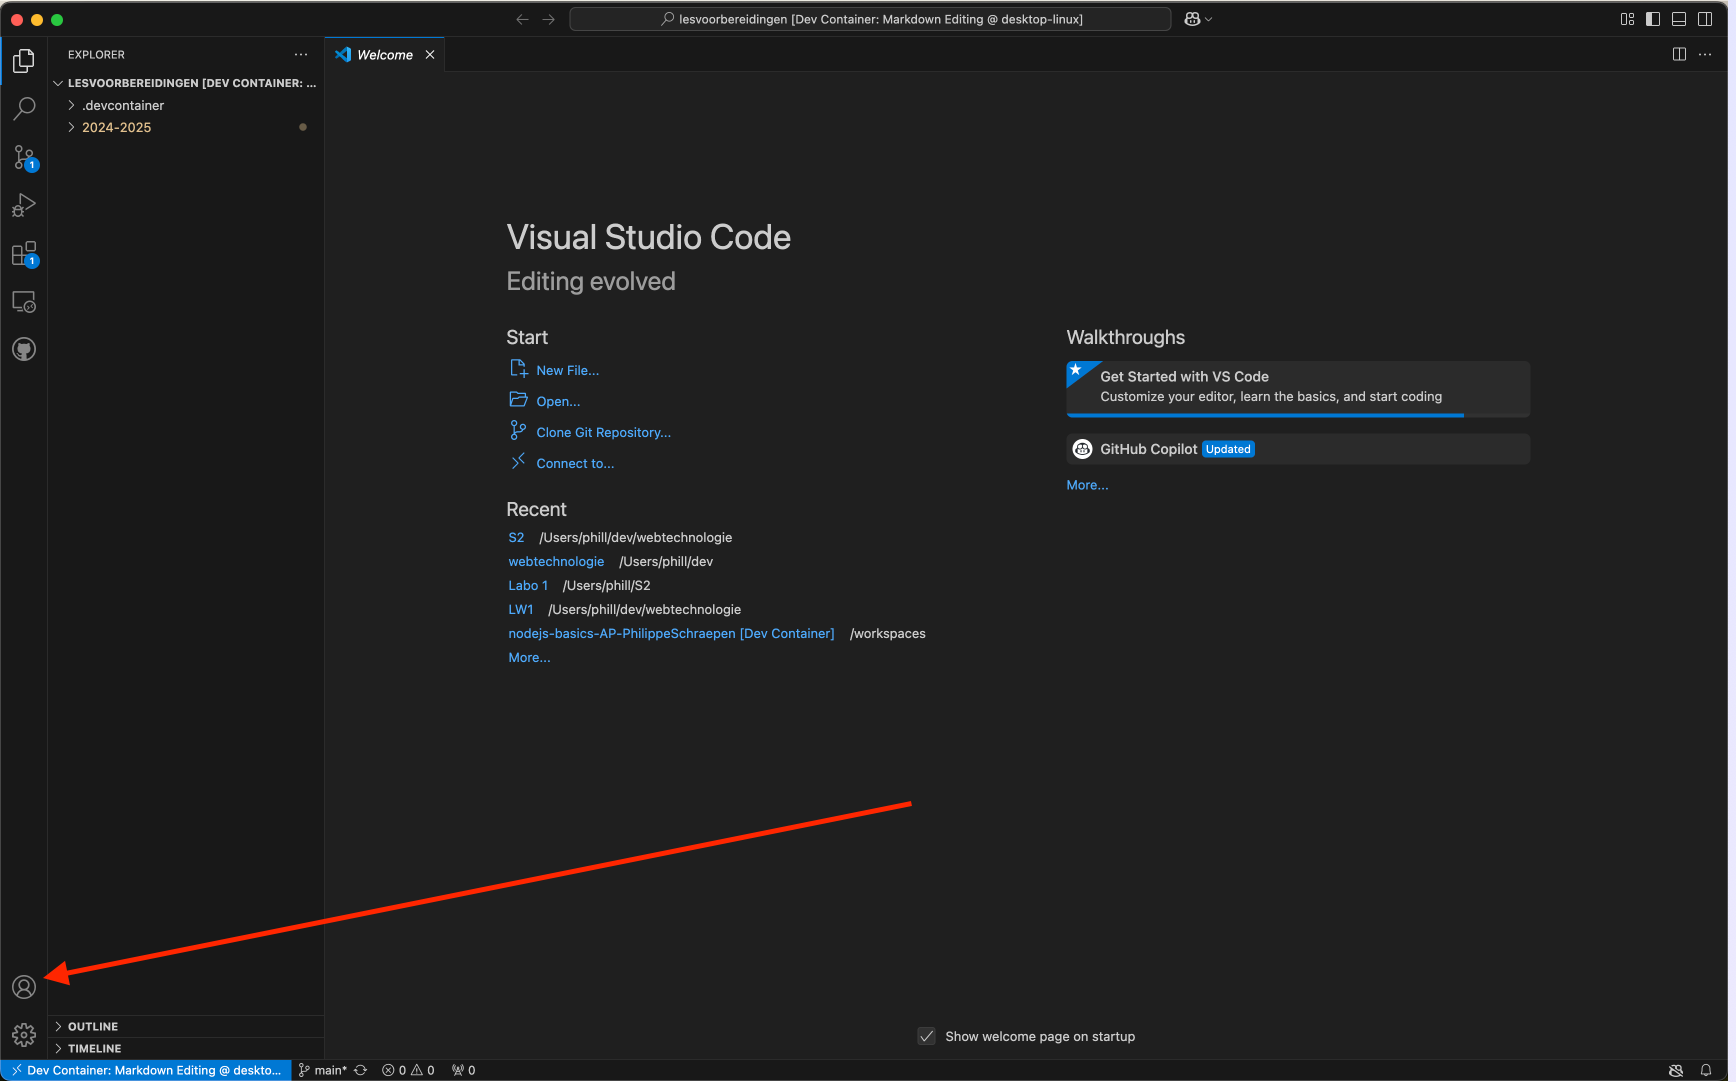 lesvoorbereidingen [Dev Container: Markdown Editing @ desktop-linux]
EXPLORER
Welcome
LESVOORBEREIDINGEN [DEV CONTAINER: ...
.devcontainer
2024-2025
1
1
Visual Studio Code
Editing evolved
Start
New File...
Open...
Clone Git Repository...
Connect to...
Recent
S2 /Users/phill/dev/webtechnologie
webtechnologie /Users/phill/dev
Labo 1 /Users/phill/S2
LW1 /Users/phill/dev/webtechnologie
nodejs-basics-AP-PhilippeSchraepen [Dev Container] /workspaces
More...
Walkthroughs
Get Started with VS Code
Customize your editor, learn the basics, and start coding
GitHub Copilot Updated
More...
Show welcome page on startup
OUTLINE
TIMELINE
Dev Container: Markdown Editing @ deskto... main* 0 0 0